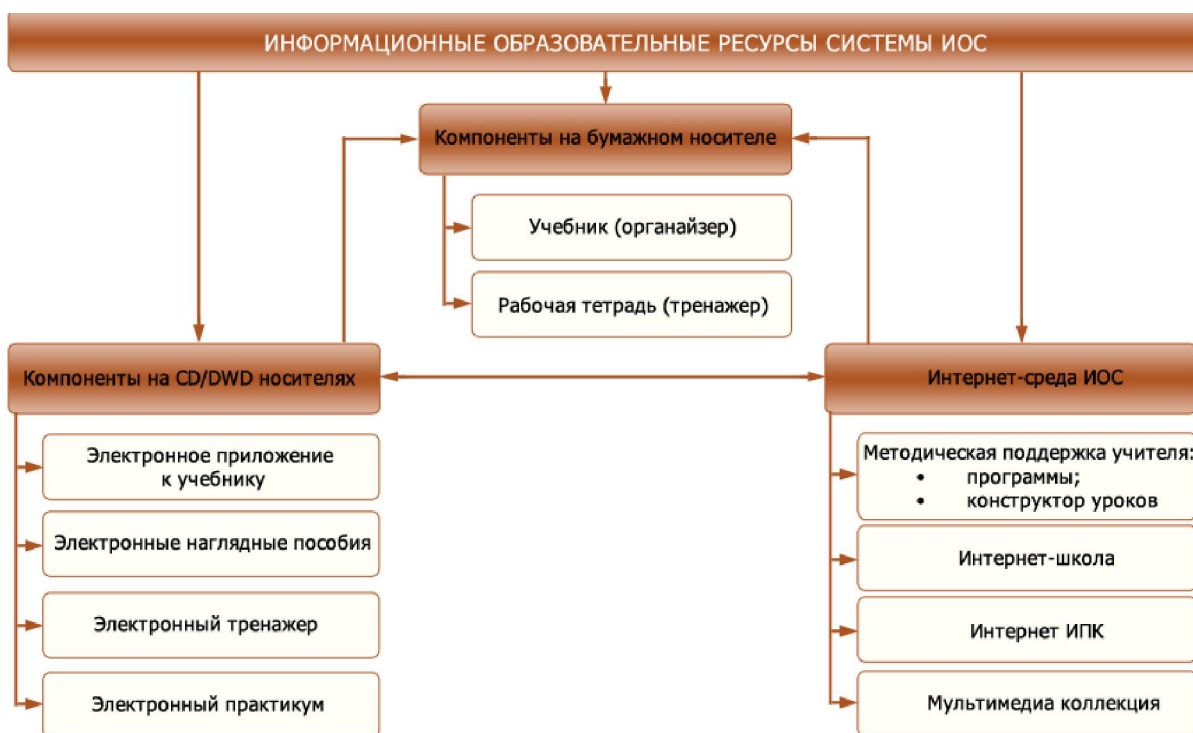 ИНФОРМАЦИОННЫЕ ОБРАЗОВАТЕЛЬНЫЕ РЕСУРСЫ СИСТЕМЫ ИОС
Компоненты на бумажном носителе
Учебник (органайзер)
Рабочая тетрадь (тренажер)
Компоненты на CD/DWD носителях
Электронное приложение
к учебнику
Электронные наглядные пособия
Электронный тренажер
Электронный практикум
Интернет-среда ИОС
Методическая поддержка учителя:
• программы;
• конструктор уроков
Интернет-школа
Интернет ИПК
Мультимедиа коллекция